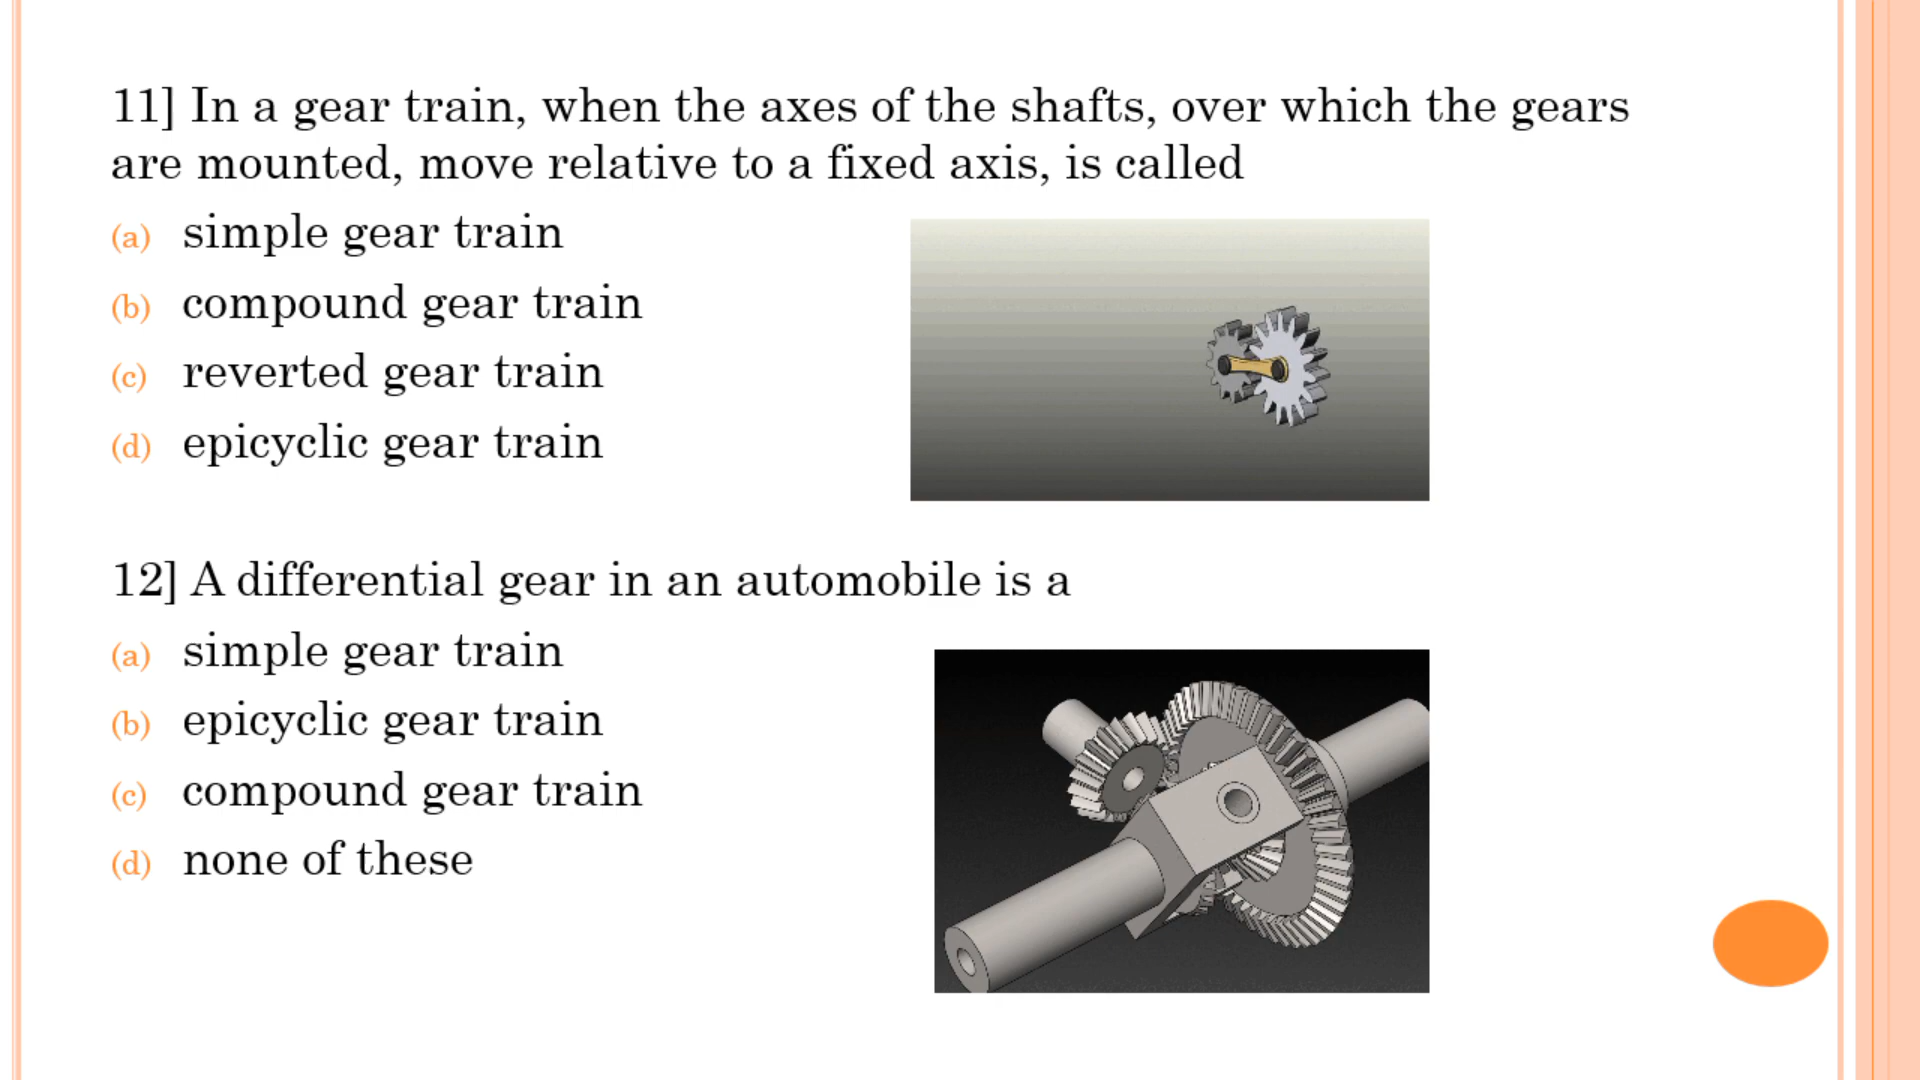 11] In a gear train, when the axes of the shafts, over which the gears
are mounted, move relative to a fixed axis, is called
(a) simple gear train
(b) compound gear train
(c) reverted gear train
(d) epicyclic gear train
12] A differential gear in an automobile is a
(a) simple gear train
(b) epicyclic gear train
(c) compound gear train
(d) none of these